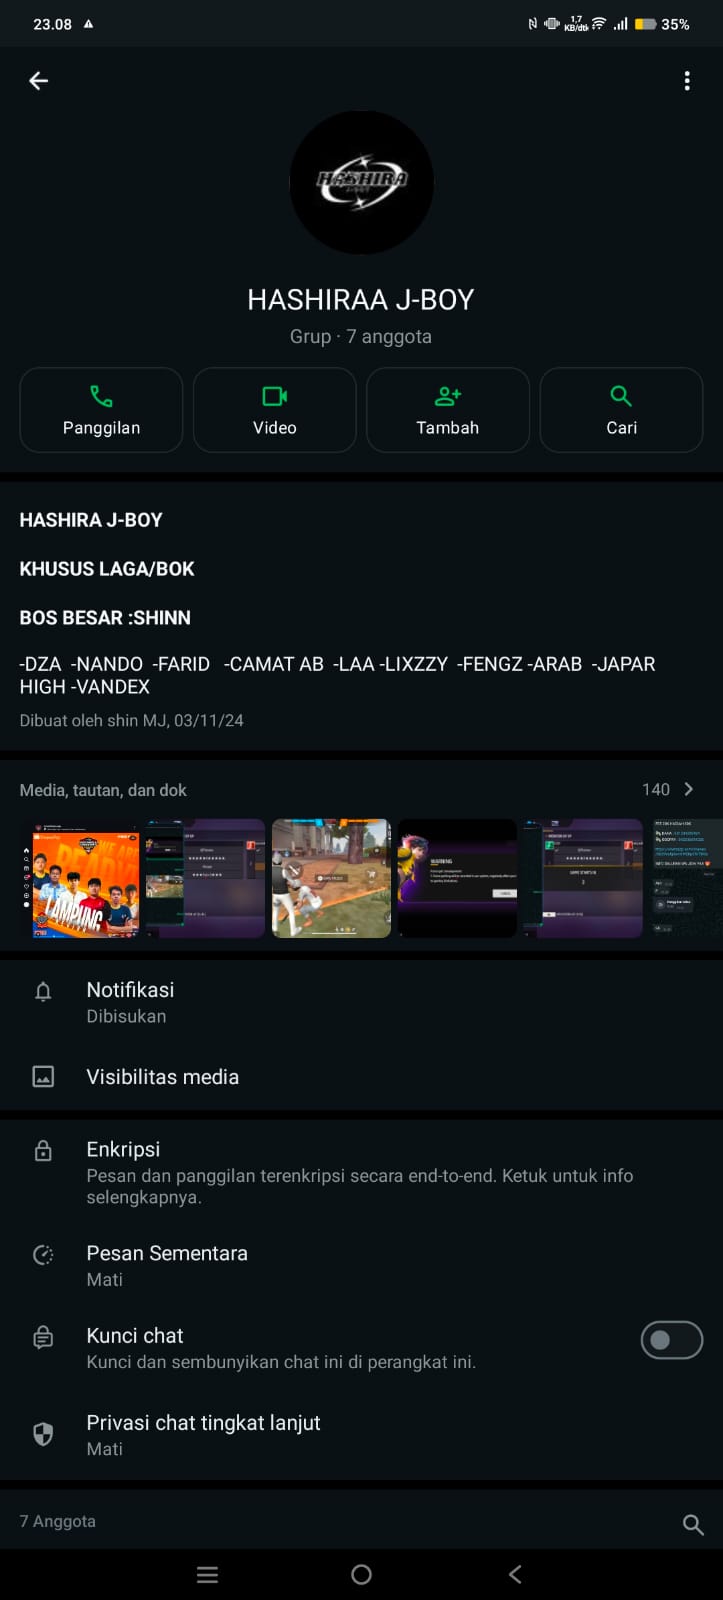 23.08
1,7
KB/dtk
35%
HASHIRA
J-BOY
HASHIRAA J-BOY
Grup · 7 anggota
Panggilan
Video
Tambah
Cari
HASHIRA J-BOY
KHUSUS LAGA/BOK
BOS BESAR :SHINN
-DZA -NANDO -FARID -CAMAT AB -LAA -LIXZZY -FENGZ -ARAB -JAPAR
HIGH -VANDEX
Dibuat oleh shin MJ, 03/11/24
Media, tautan, dan dok
140
LAMPUNG
WARNING
Notifikasi
Dibisukan
Visibilitas media
Enkripsi
Pesan dan panggilan terenkripsi secara end-to-end. Ketuk untuk info
selengkapnya.
Pesan Sementara
Mati
Kunci chat
Kunci dan sembunyikan chat ini di perangkat ini.
Privasi chat tingkat lanjut
Mati
7 Anggota